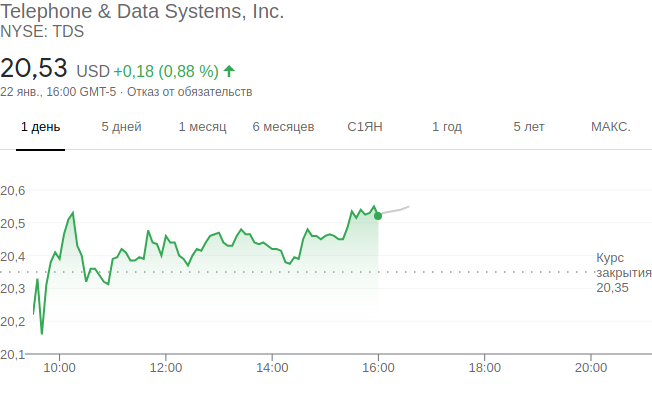 Telephone & Data Systems, Inc.
NYSE: TDS
20,53 USD +0,18 (0,88 %)
22 янв., 16:00 GMT-5 · Отказ от обязательств
1 день 5 дней 1 месяц 6 месяцев С1ЯН 1 год 5 лет МАКС.
20,6
20,5
20,4
Курс
закрытия
20,35
20,3
20,2
20,1
10:00 12:00 14:00 16:00 18:00 20:00